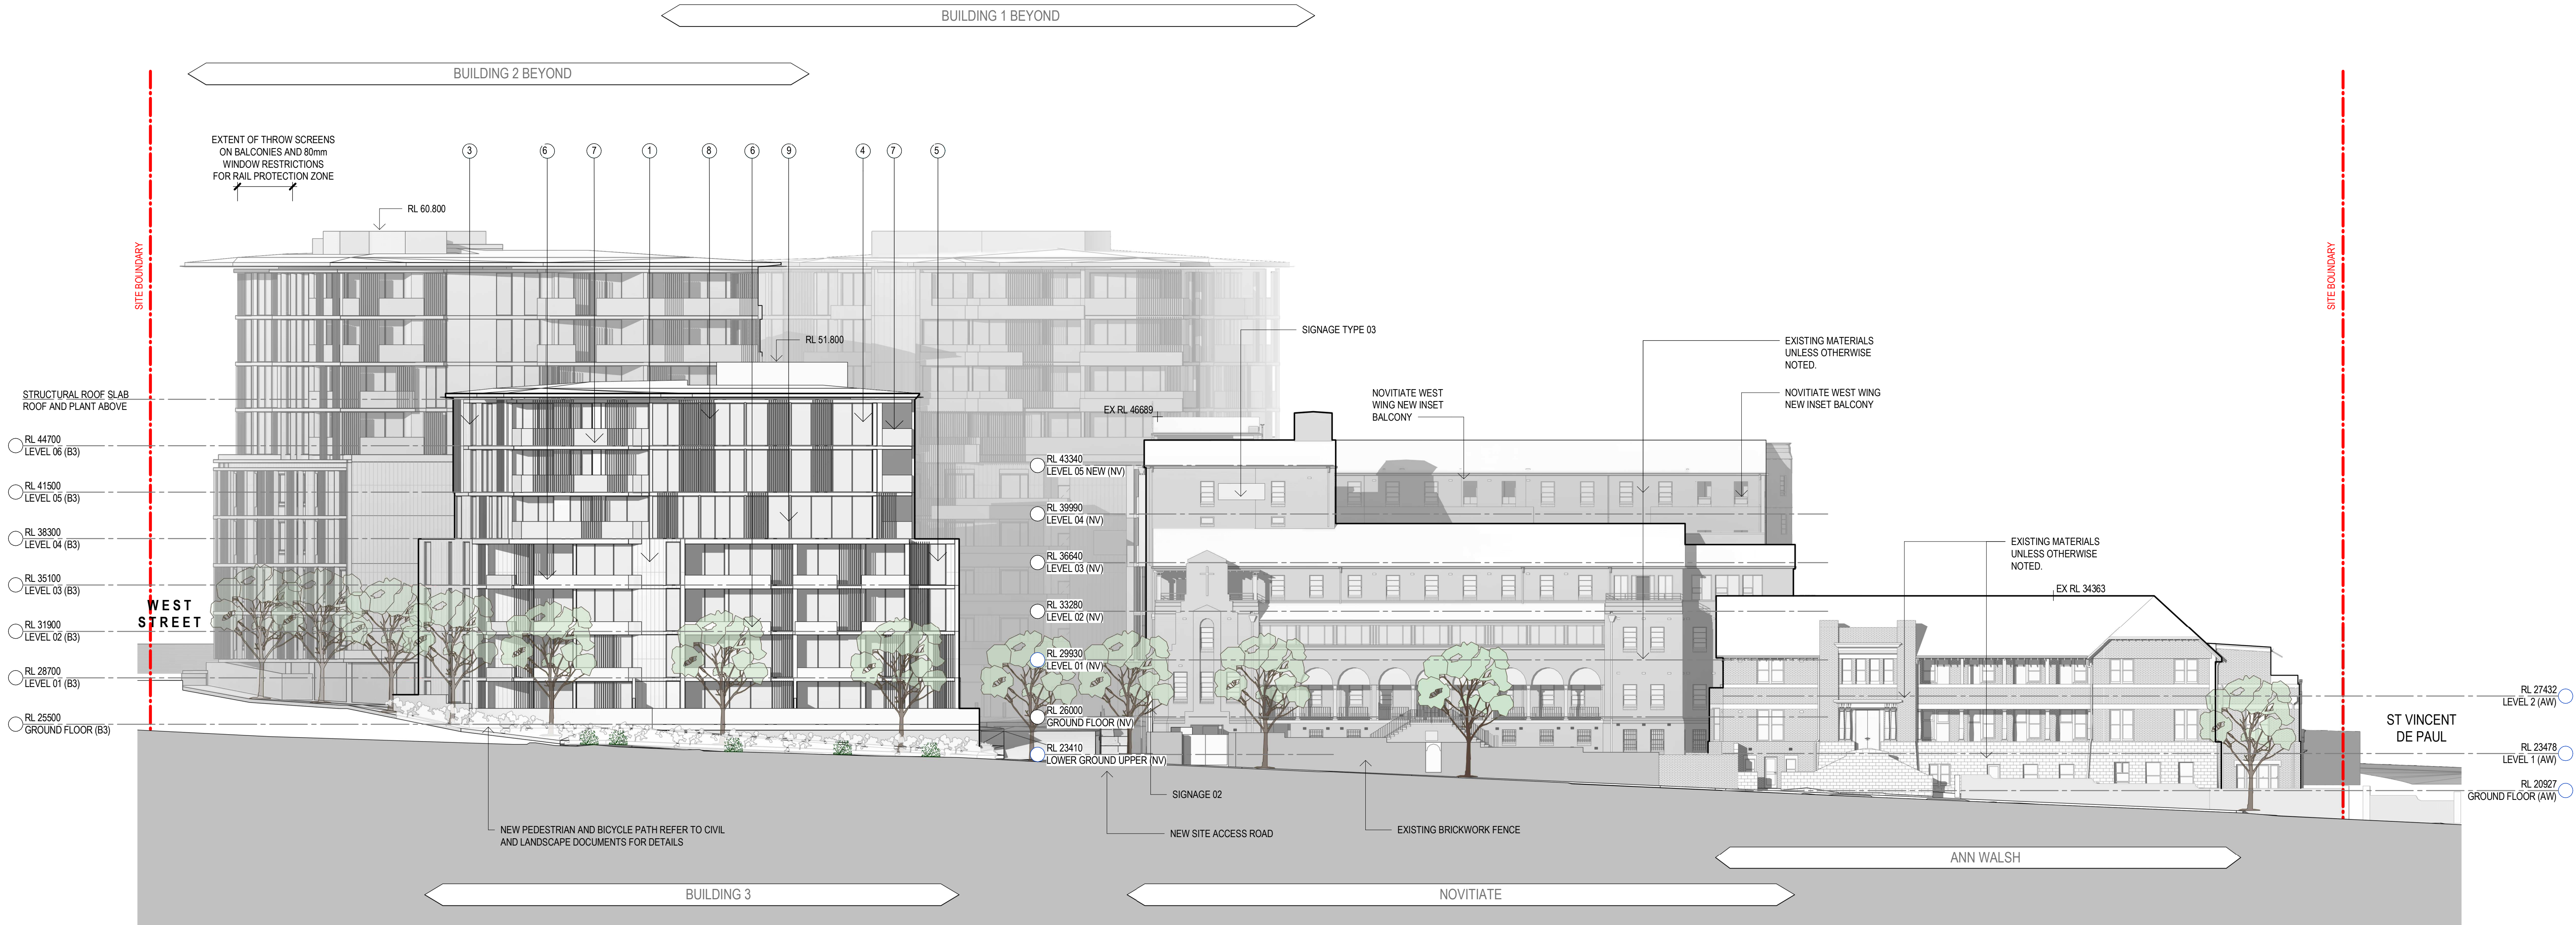 BUILDING 1 BEYOND
BUILDING 2 BEYOND
EXTENT OF THROW SCREENS
ON BALCONIES AND 80mm
WINDOW RESTRICTIONS
FOR RAIL PROTECTION ZONE
3
6
7
1
8
6
9
4
7
5
RL 60.800
SITE BOUNDARY
SITE BOUNDARY
RL 51.800
SIGNAGE TYPE 03
EXISTING MATERIALS
UNLESS OTHERWISE
NOTED.
NOVITIATE WEST
WING NEW INSET
BALCONY
NOVITIATE WEST WING
NEW INSET BALCONY
STRUCTURAL ROOF SLAB
ROOF AND PLANT ABOVE
EX RL 46689
RL 44700
LEVEL 06 (B3)
RL 41500
LEVEL 05 (B3)
RL 38300
LEVEL 04 (B3)
RL 35100
LEVEL 03 (B3)
RL 31900
LEVEL 02 (B3)
RL 28700
LEVEL 01 (B3)
RL 25500
GROUND FLOOR (B3)
WEST
STREET
RL 43340
LEVEL 05 NEW (NV)
RL 39990
LEVEL 04 (NV)
RL 36640
LEVEL 03 (NV)
RL 33280
LEVEL 02 (NV)
RL 29930
LEVEL 01 (NV)
RL 26000
GROUND FLOOR (NV)
RL 23410
LOWER GROUND UPPER (NV)
EXISTING MATERIALS
UNLESS OTHERWISE
NOTED.
EX RL 34363
RL 27432
LEVEL 2 (AW)
ST VINCENT
DE PAUL
RL 23478
LEVEL 1 (AW)
RL 20927
GROUND FLOOR (AW)
SIGNAGE 02
NEW PEDESTRIAN AND BICYCLE PATH REFER TO CIVIL
AND LANDSCAPE DOCUMENTS FOR DETAILS
NEW SITE ACCESS ROAD
EXISTING BRICKWORK FENCE
ANN WALSH
BUILDING 3
NOVITIATE